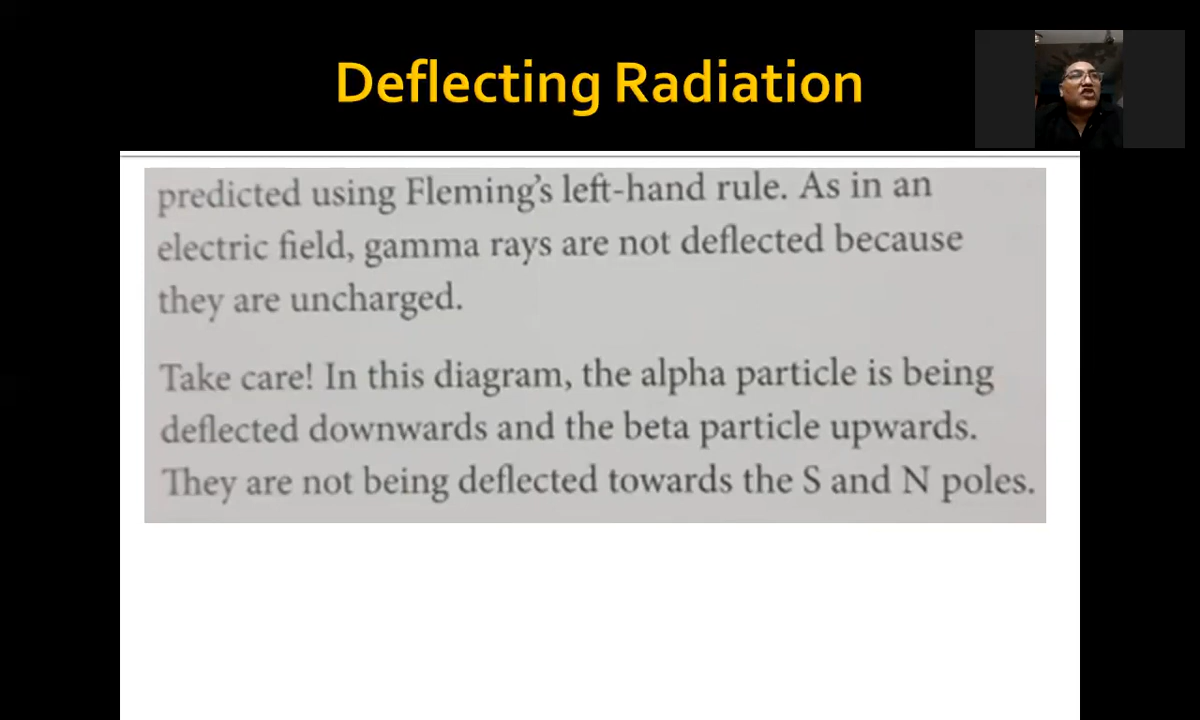 Deflecting Radiation
predicted using Fleming's left-hand rule. As in an
electric field, gamma rays are not deflected because
they are uncharged.
Take care! In this diagram, the alpha particle is being
deflected downwards and the beta particle upwards.
They are not being deflected towards the S and N poles.